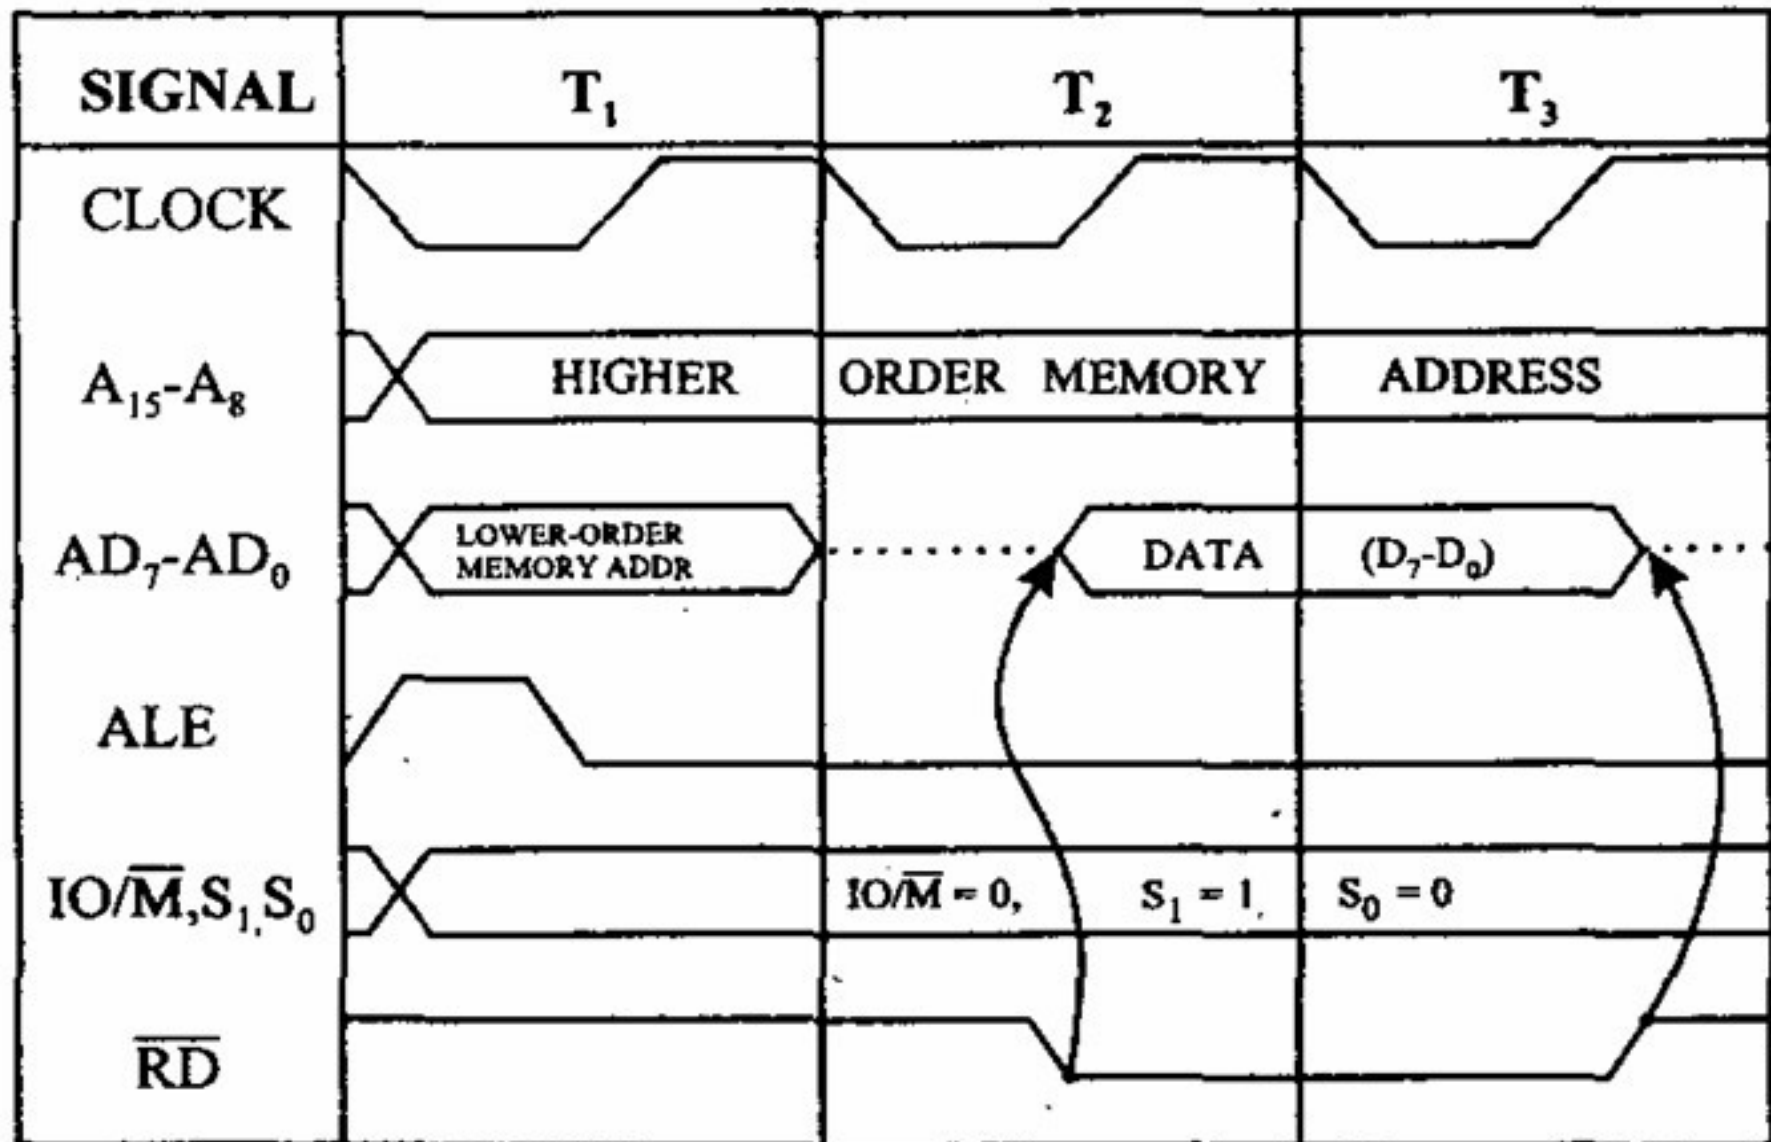 SIGNAL T₁ T₂ T₃
CLOCK
A₁₅-A₈ HIGHER ORDER MEMORY ADDRESS
AD₇-AD₀ LOWER-ORDER MEMORY ADDR DATA (D₇-D₀)
ALE
IO/M̅,S₁,S₀ IO/M̅ = 0, S₁ = 1, S₀ = 0
R̅D̅